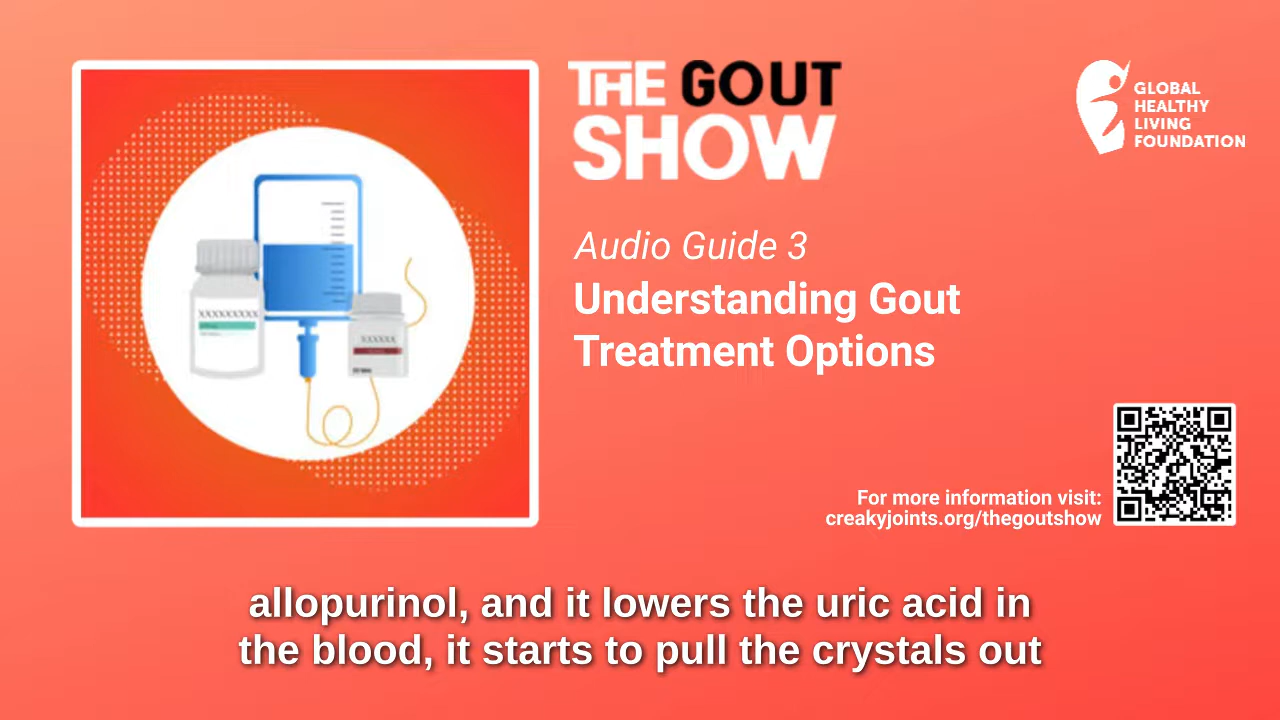 THE GOUT
SHOW
GLOBAL
HEALTHY
LIVING
FOUNDATION
Audio Guide 3
Understanding Gout
Treatment Options
XXXXXXXXX
XXXXXX
For more information visit:
creakyjoints.org/thegoutshow
allopurinol, and it lowers the uric acid in
the blood, it starts to pull the crystals out